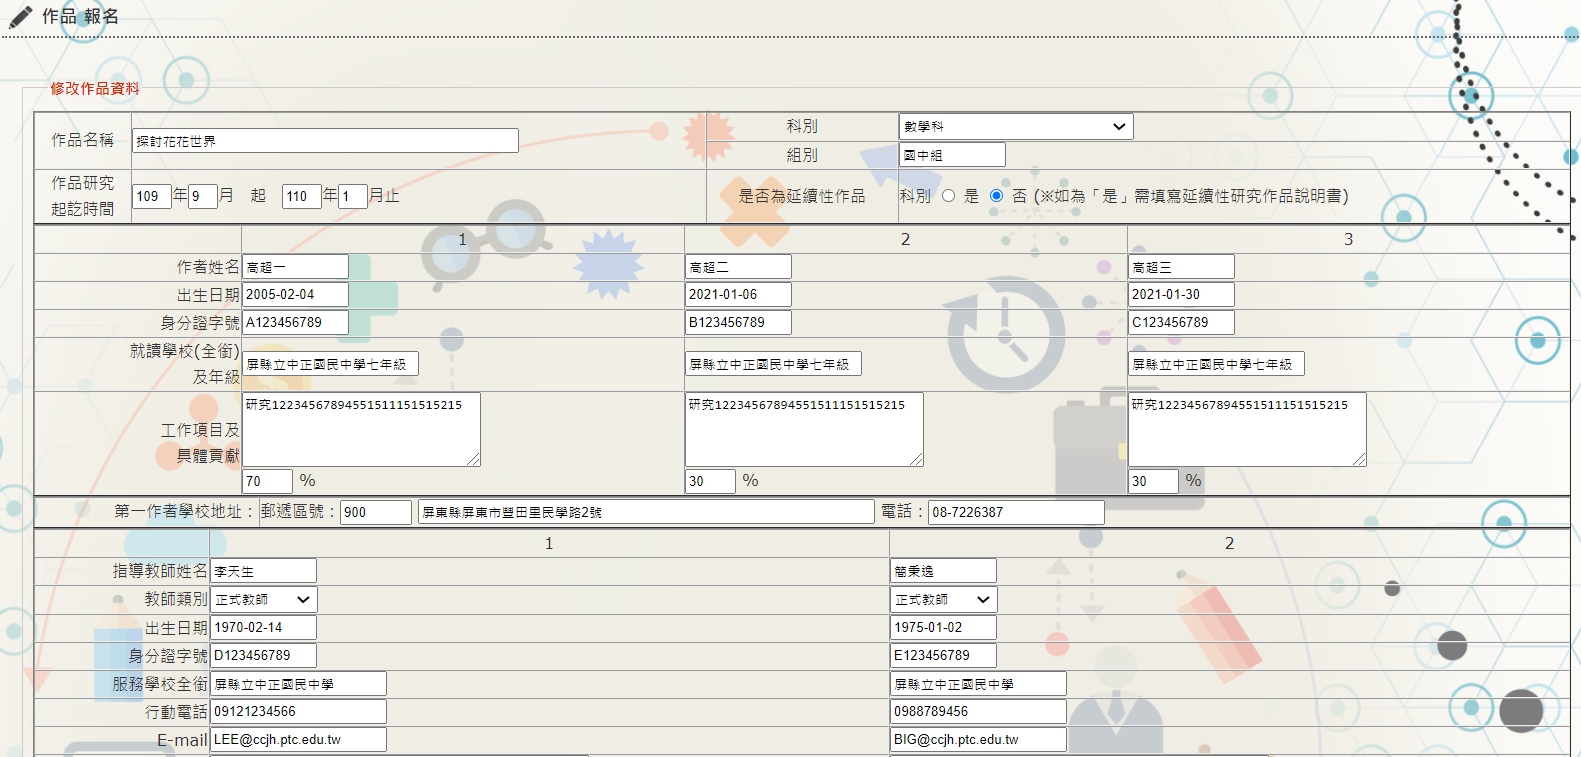 作品 報名
修改作品資料
作品名稱 探討花花世界 科別 數學科
組別 國中組
作品研究
起訖時間 109 年 9 月 起 110 年 1 月止 是否為延續性作品 科別 是 否 (※如為「是」需填寫延續性研究作品說明書)
1 2 3
作者姓名 高超一 高超二 高超三
出生日期 2005-02-04 2021-01-06 2021-01-30
身分證字號 A123456789 B123456789 C123456789
就讀學校(全銜)
及年級 屏縣立中正國民中學七年級 屏縣立中正國民中學七年級 屏縣立中正國民中學七年級
工作項目及
具體貢獻 研究12234567894551511151515215 研究12234567894551511151515215 研究12234567894551511151515215
70 % 30 % 30 %
第一作者學校地址： 郵遞區號： 900 屏東縣屏東市豐田里民學路2號 電話： 08-7226387
1 2
指導教師姓名 李天生 簡秉逸
教師類別 正式教師 正式教師
出生日期 1970-02-14 1975-01-02
身分證字號 D123456789 E123456789
服務學校全銜 屏縣立中正國民中學 屏縣立中正國民中學
行動電話 09121234566 0988789456
E-mail LEE@ccjh.ptc.edu.tw BIG@ccjh.ptc.edu.tw